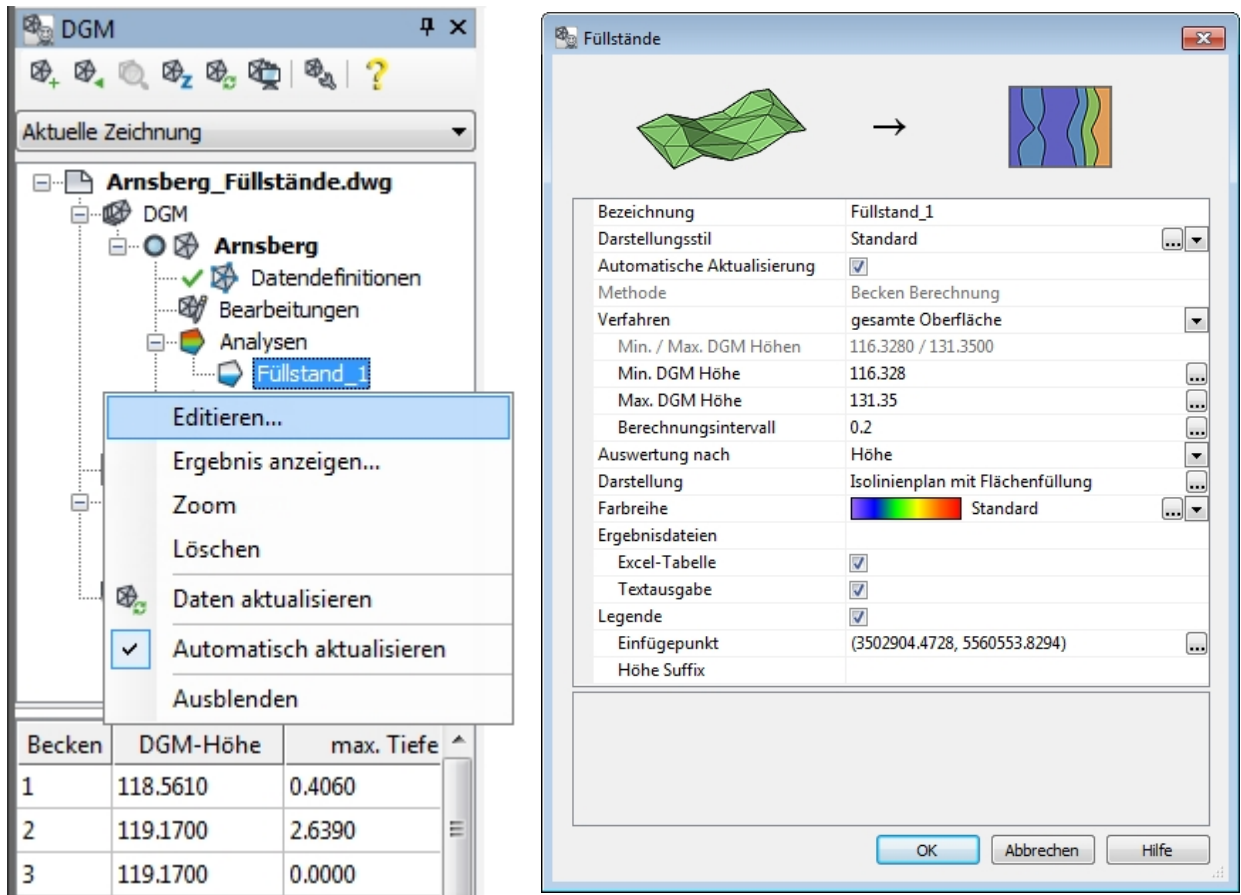 DGM
Aktuelle Zeichnung
Arnsberg_Füllstände.dwg
DGM
Arnsberg
Datendefinitionen
Bearbeitungen
Analysen
Füllstand_1
Editieren...
Ergebnis anzeigen...
Zoom
Löschen
Daten aktualisieren
Automatisch aktualisieren
Ausblenden
Becken DGM-Höhe max. Tiefe
1 118.5610 0.4060
2 119.1700 2.6390
3 119.1700 0.0000
Füllstände
Bezeichnung Füllstand_1
Darstellungsstil Standard ...
Automatische Aktualisierung
Methode Becken Berechnung
Verfahren gesamte Oberfläche
Min. / Max. DGM Höhen 116.3280 / 131.3500
Min. DGM Höhe 116.328 ...
Max. DGM Höhe 131.35 ...
Berechnungsintervall 0.2 ...
Auswertung nach Höhe
Darstellung Isolinienplan mit Flächenfüllung ...
Farbreihe Standard ...
Ergebnisdateien
Excel-Tabelle
Textausgabe
Legende
Einfügepunkt (3502904.4728, 5560553.8294) ...
Höhe Suffix
OK Abbrechen Hilfe